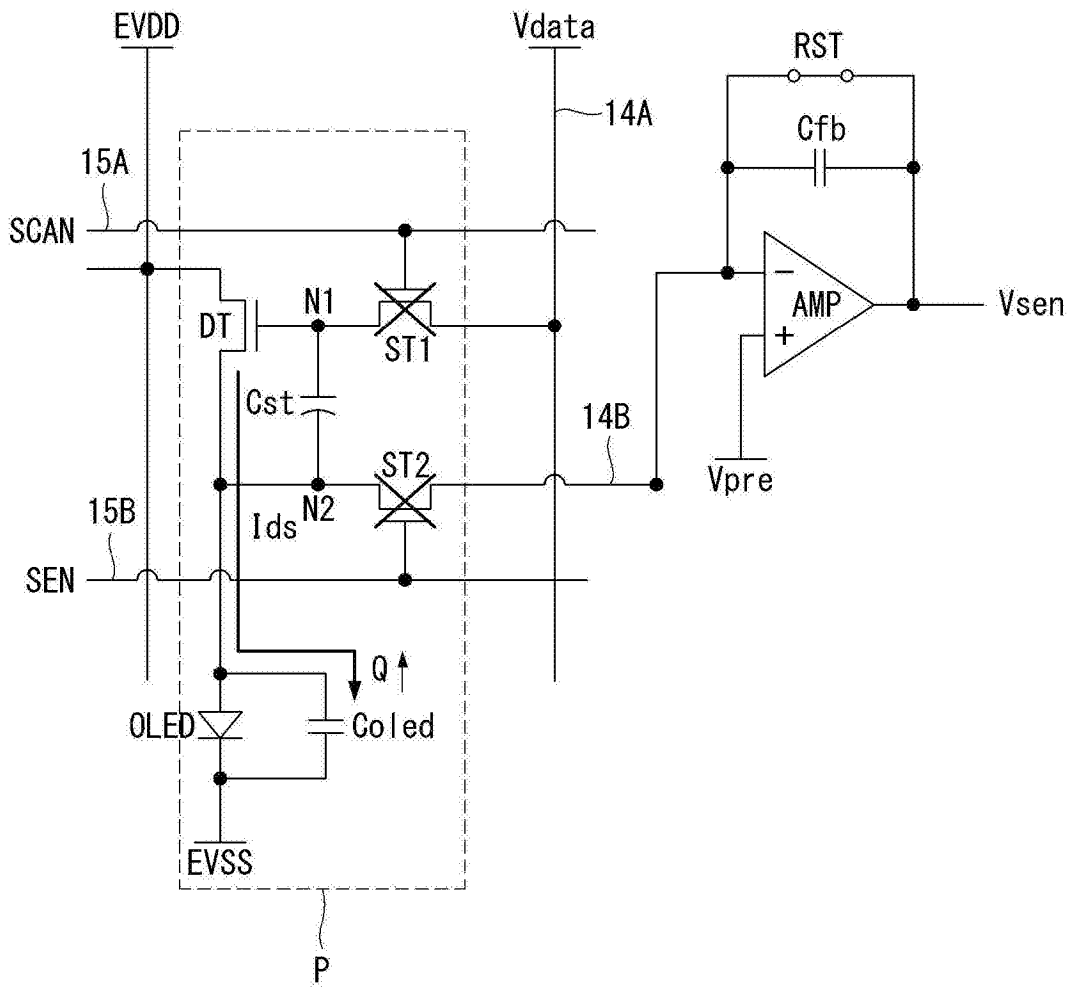 EVDD
Vdata
RST
14A
Cfb
15A
SCAN
N1
DT
ST1
AMP
Vsen
Cst
14B
ST2
Vpre
15B
N2
Ids
SEN
Q
OLED
Coled
EVSS
P